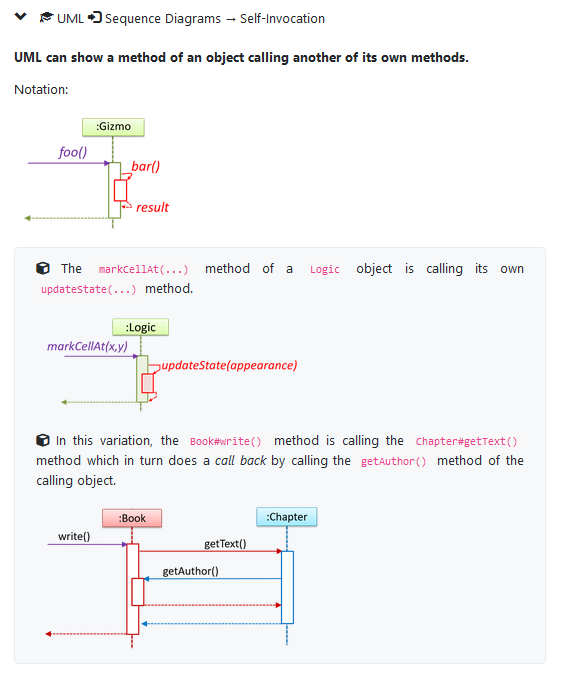 UML Sequence Diagrams → Self-Invocation
UML can show a method of an object calling another of its own methods.
Notation:
:Gizmo
foo()
bar()
result
The markCellAt(...) method of a Logic object is calling its own
updateState(...) method.
:Logic
markCellAt(x,y)
updateState(appearance)
In this variation, the Book#write() method is calling the Chapter#getText()
method which in turn does a call back by calling the getAuthor() method of the
calling object.
:Book
:Chapter
write()
getText()
getAuthor()